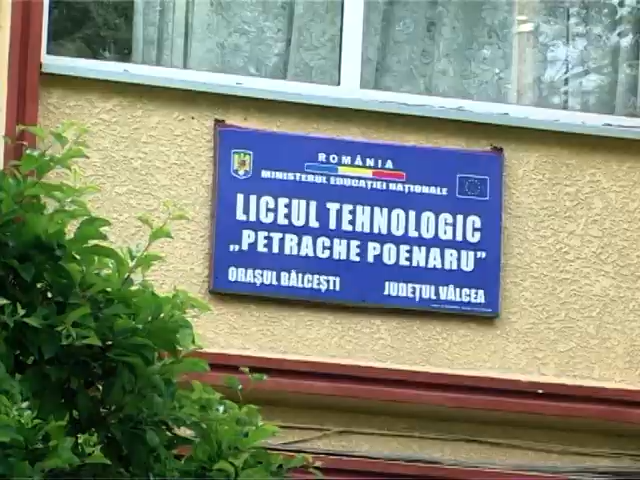 ROMÂNIA
MINISTERUL EDUCAȚIEI NAȚIONALE
LICEUL TEHNOLOGIC
„PETRACHE POENARU”
ORAȘUL BĂLCEȘTI JUDEȚUL VÂLCEA